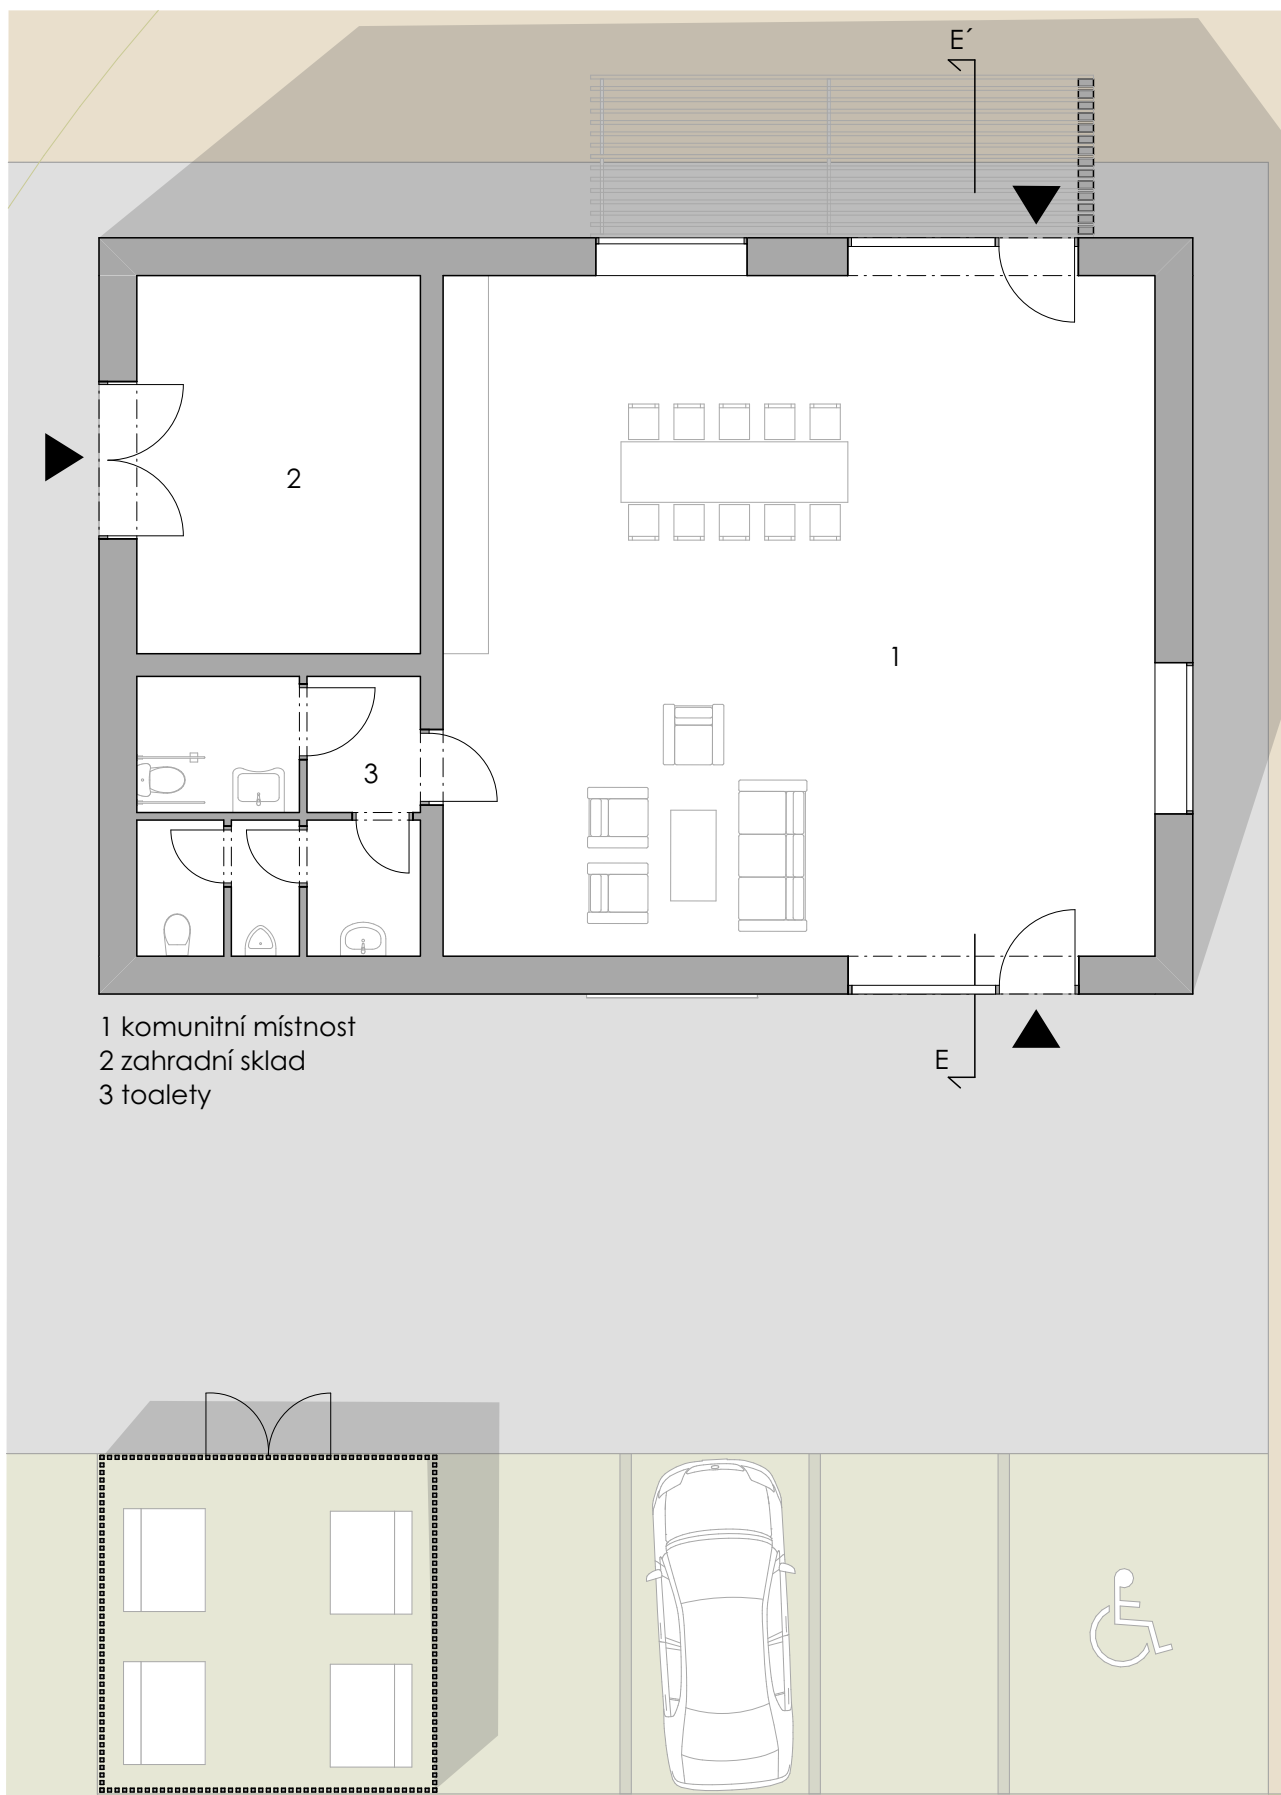 E´
2
1
3
1 komunitní místnost
2 zahradní sklad
3 toalety
E